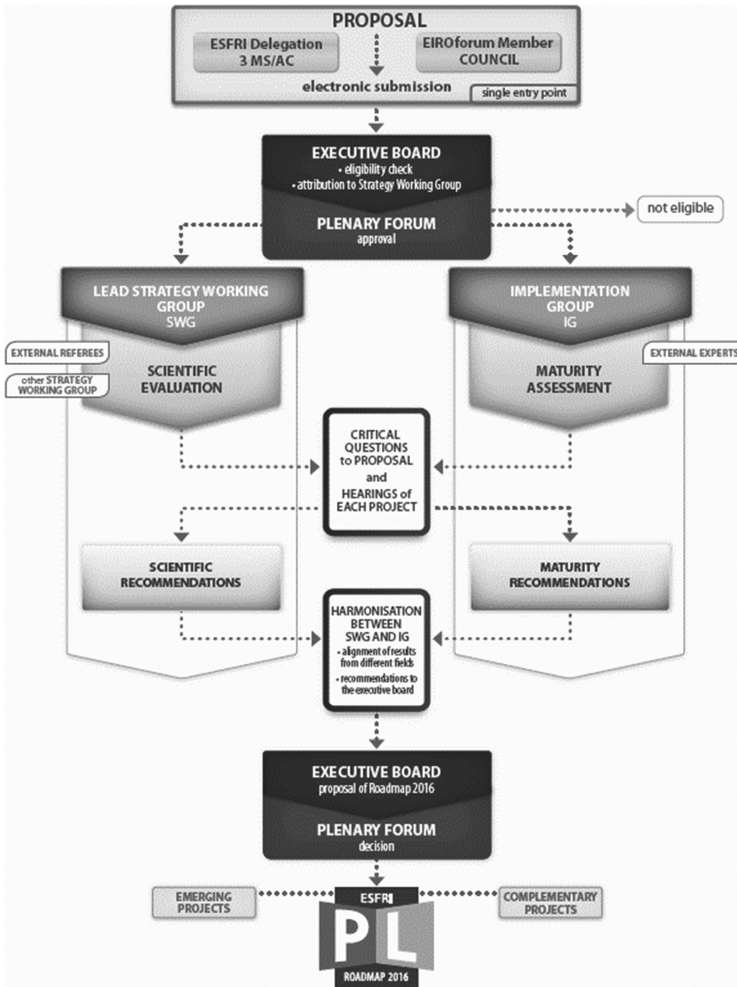 PROPOSAL
ESFRI Delegation
3 MS/AC
EIROforum Member
COUNCIL
electronic submission
single entry point
EXECUTIVE BOARD
• eligibility check
• attribution to Strategy Working Group
PLENARY FORUM
approval
not eligible
LEAD STRATEGY WORKING
GROUP
SWG
IMPLEMENTATION
GROUP
IG
EXTERNAL REFEREES
other STRATEGY
WORKING GROUP
SCIENTIFIC
EVALUATION
MATURITY
ASSESSMENT
EXTERNAL EXPERTS
CRITICAL
QUESTIONS
to PROPOSAL
and
HEARINGS of
EACH PROJECT
SCIENTIFIC
RECOMMENDATIONS
MATURITY
RECOMMENDATIONS
HARMONISATION
BETWEEN
SWG AND IG
• alignment of results
from different fields
• recommendations to
the executive board
EXECUTIVE BOARD
proposal of Roadmap 2016
PLENARY FORUM
decision
EMERGING
PROJECTS
COMPLEMENTARY
PROJECTS
ESFRI
P L
ROADMAP 2016